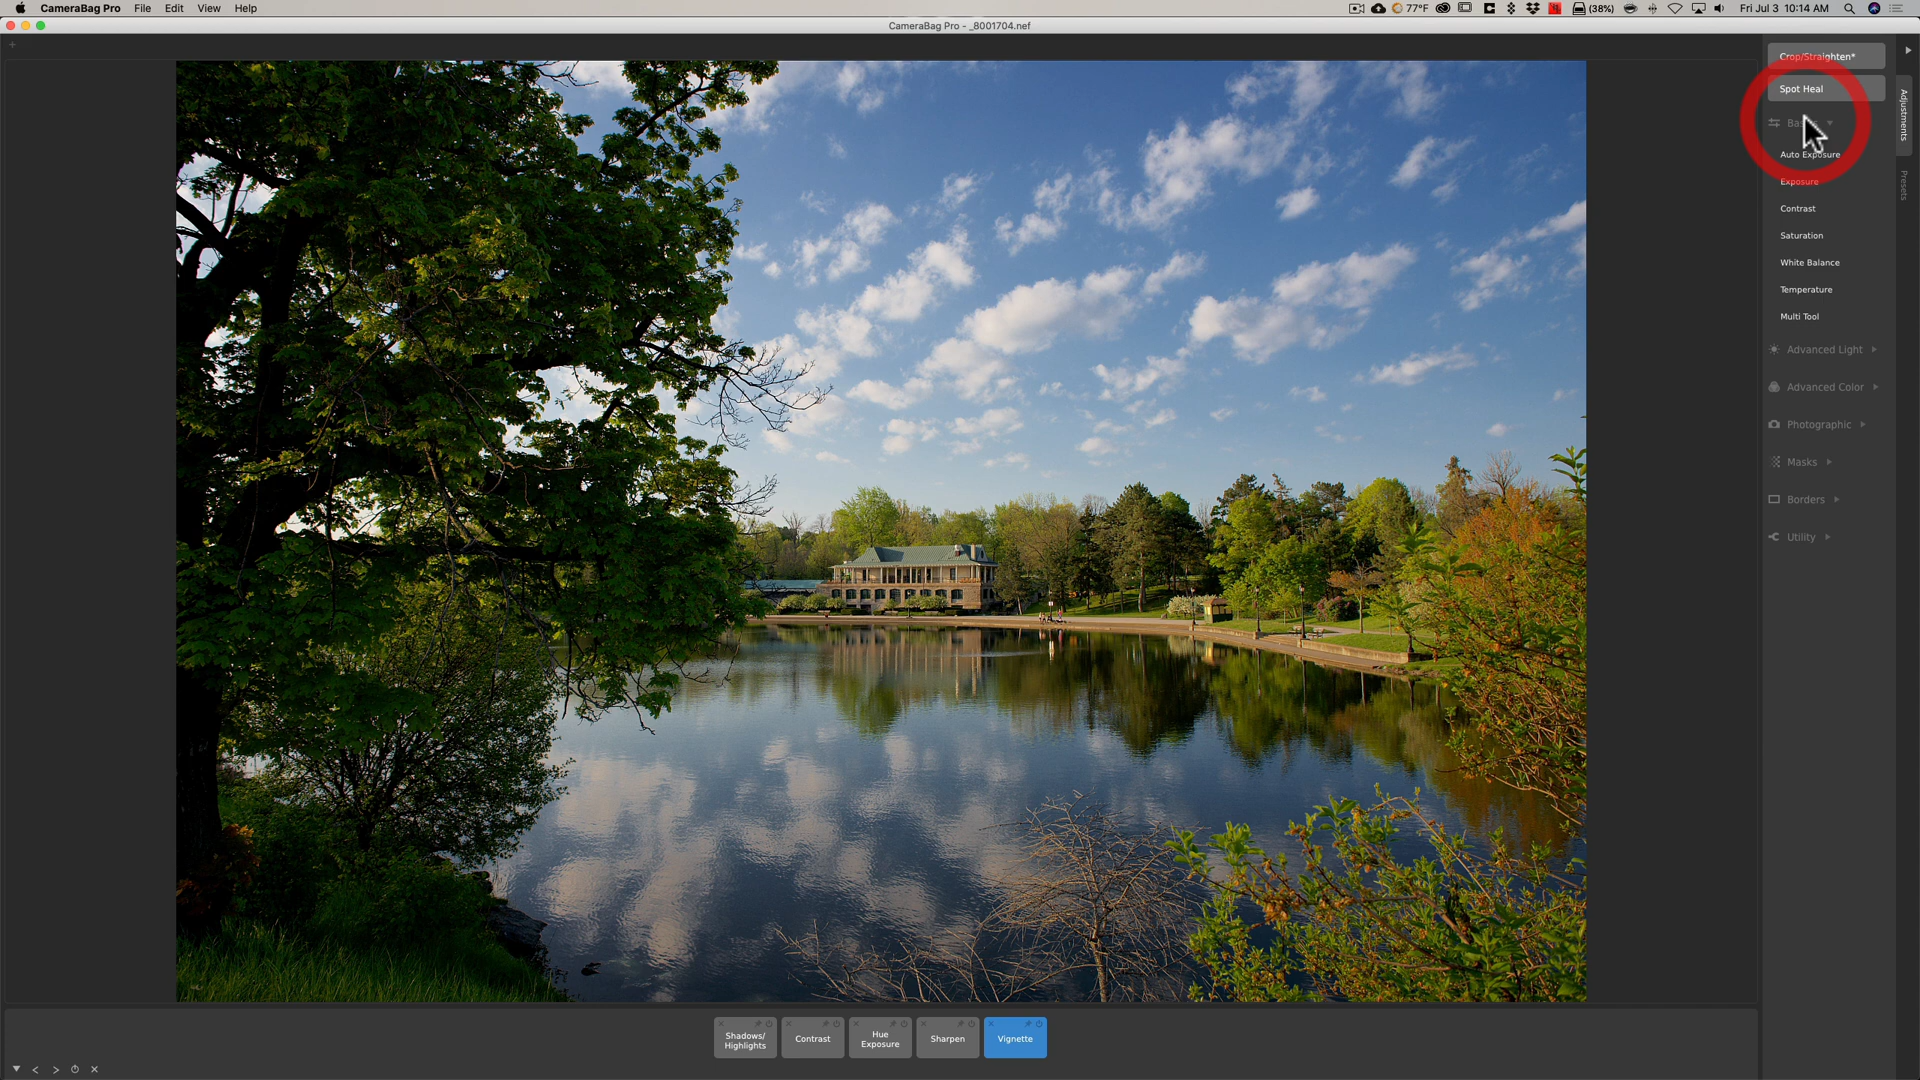 CameraBag Pro File Edit View Help
77°F (38%) Fri Jul 3 10:14 AM
CameraBag Pro - _8001704.nef
Crop/Straighten*
Spot Heal
Auto Exposure
Exposure
Contrast
Saturation
White Balance
Temperature
Multi Tool
Advanced Light
Advanced Color
Photographic
Masks
Borders
Utility
Adjustments
Presets
Shadows/
Highlights
Contrast
Hue
Exposure
Sharpen
Vignette